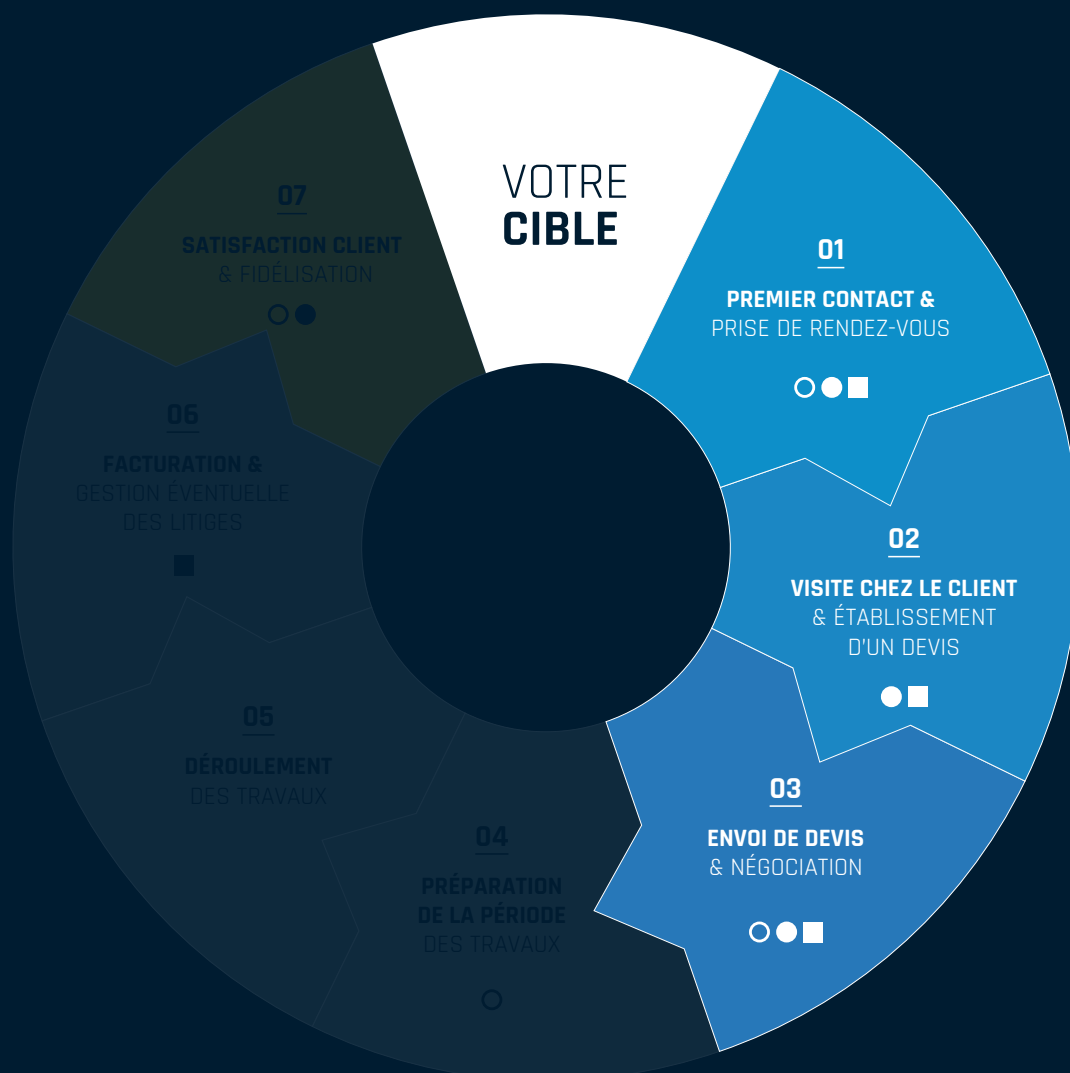 VOTRE
CIBLE
01
PREMIER CONTACT &
PRISE DE RENDEZ-VOUS
02
VISITE CHEZ LE CLIENT
& ÉTABLISSEMENT
D'UN DEVIS
03
ENVOI DE DEVIS
& NÉGOCIATION
04
PRÉPARATION
DE LA PÉRIODE
DES TRAVAUX
05
DÉROULEMENT
DES TRAVAUX
06
FACTURATION &
GESTION ÉVENTUELLE
DES LITIGES
07
SATISFACTION CLIENT
& FIDÉLISATION